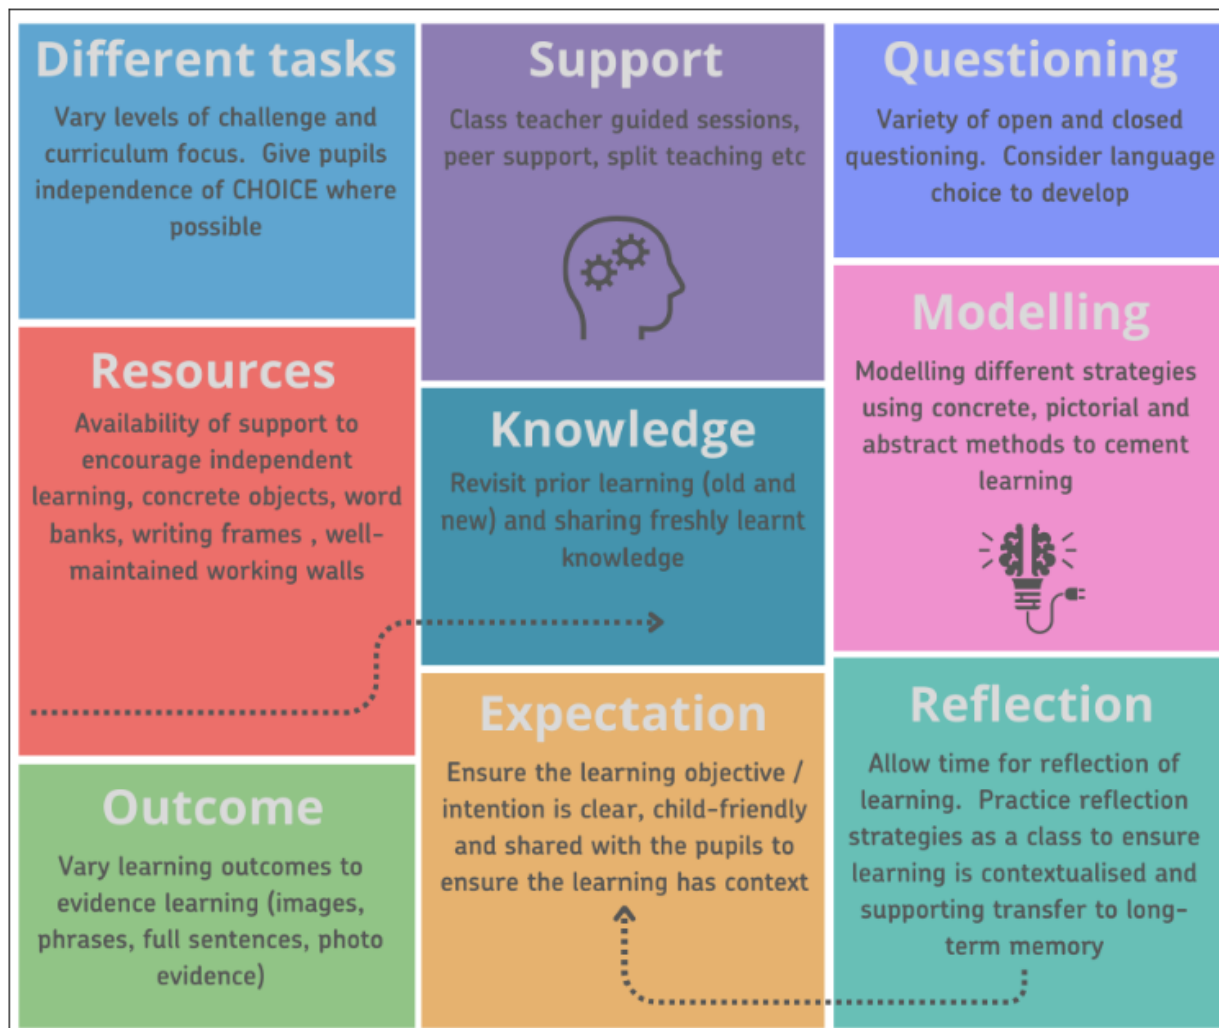 Different tasks
Vary levels of challenge and
curriculum focus.  Give pupils
independence of CHOICE where
possible
Support
Class teacher guided sessions,
peer support, split teaching etc
Questioning
Variety of open and closed
questioning.  Consider language
choice to develop
Resources
Availability of support to
encourage independent
learning, concrete objects, word
banks, writing frames , well-
maintained working walls
Knowledge
Revisit prior learning (old and
new) and sharing freshly learnt
knowledge
Modelling
Modelling different strategies
using concrete, pictorial and
abstract methods to cement
learning
Outcome
Vary learning outcomes to
evidence learning (images,
phrases, full sentences, photo
evidence)
Expectation
Ensure the learning objective /
intention is clear, child-friendly
and shared with the pupils to
ensure the learning has context
Reflection
Allow time for reflection of
learning.  Practice reflection
strategies as a class to ensure
learning is contextualised and
supporting transfer to long-
term memory